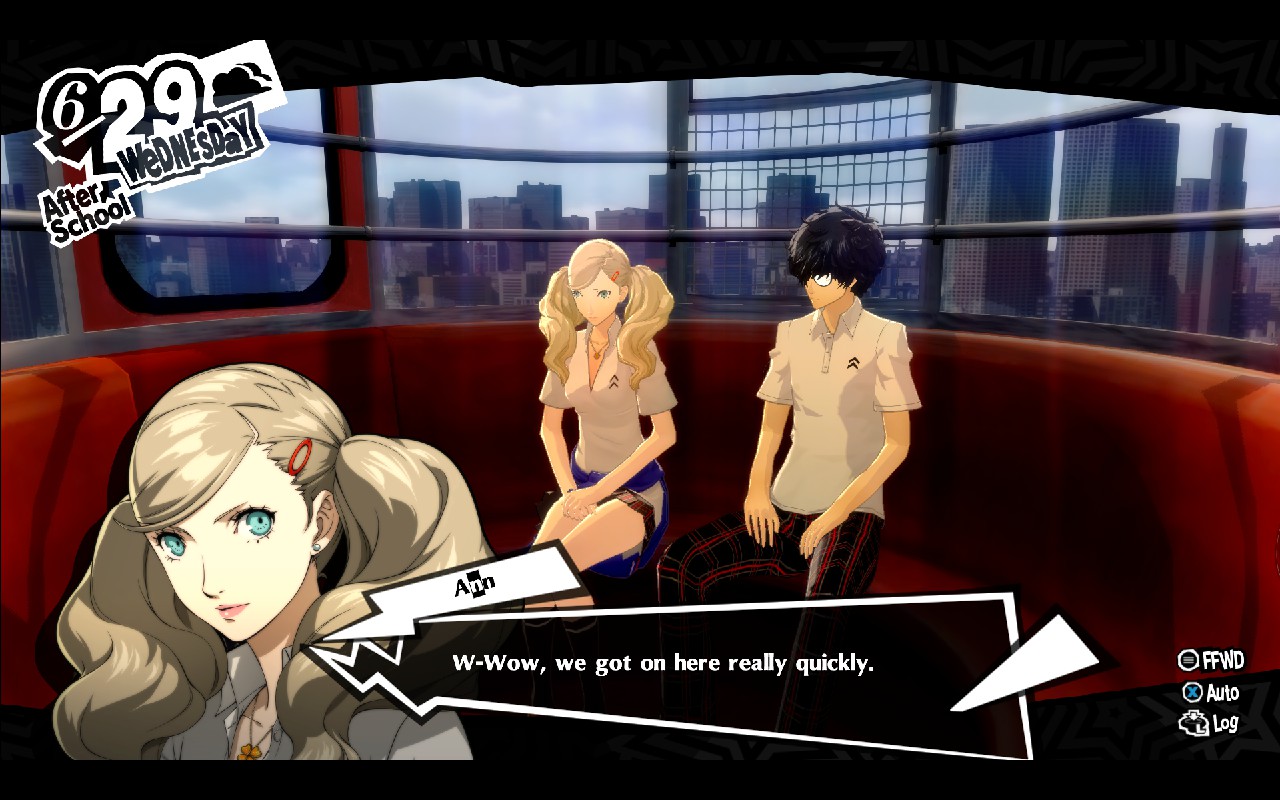 6/29
WeDNESDaY
After
School
Ann
W-Wow, we got on here really quickly.
FFWD
X Auto
L Log